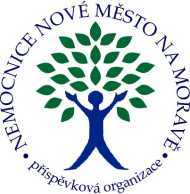 • NEMOCNICE NOVÉ MĚSTO NA MORAVĚ •
příspěvková organizace